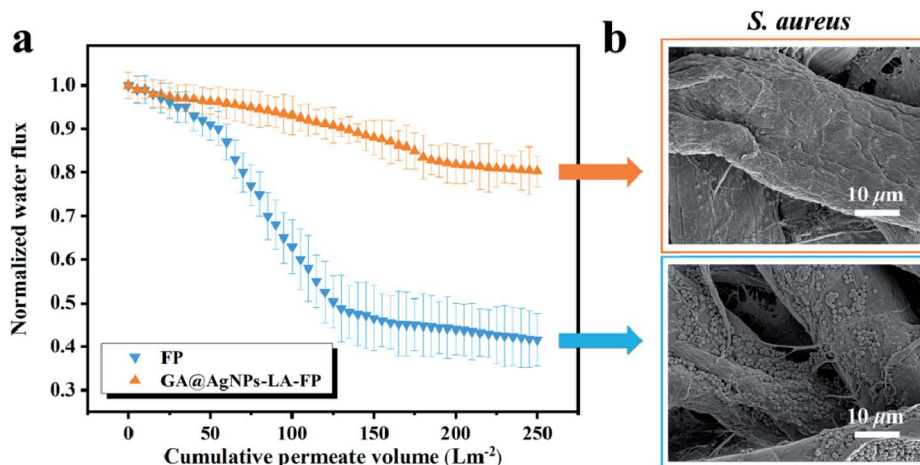 a
Normalized water flux
1.0
0.9
0.8
0.7
0.6
0.5
0.4
0.3
FP
GA@AgNPs-LA-FP
0 50 100 150 200 250
Cumulative permeate volume (Lm⁻²)
b
S. aureus
10 μm
10 μm